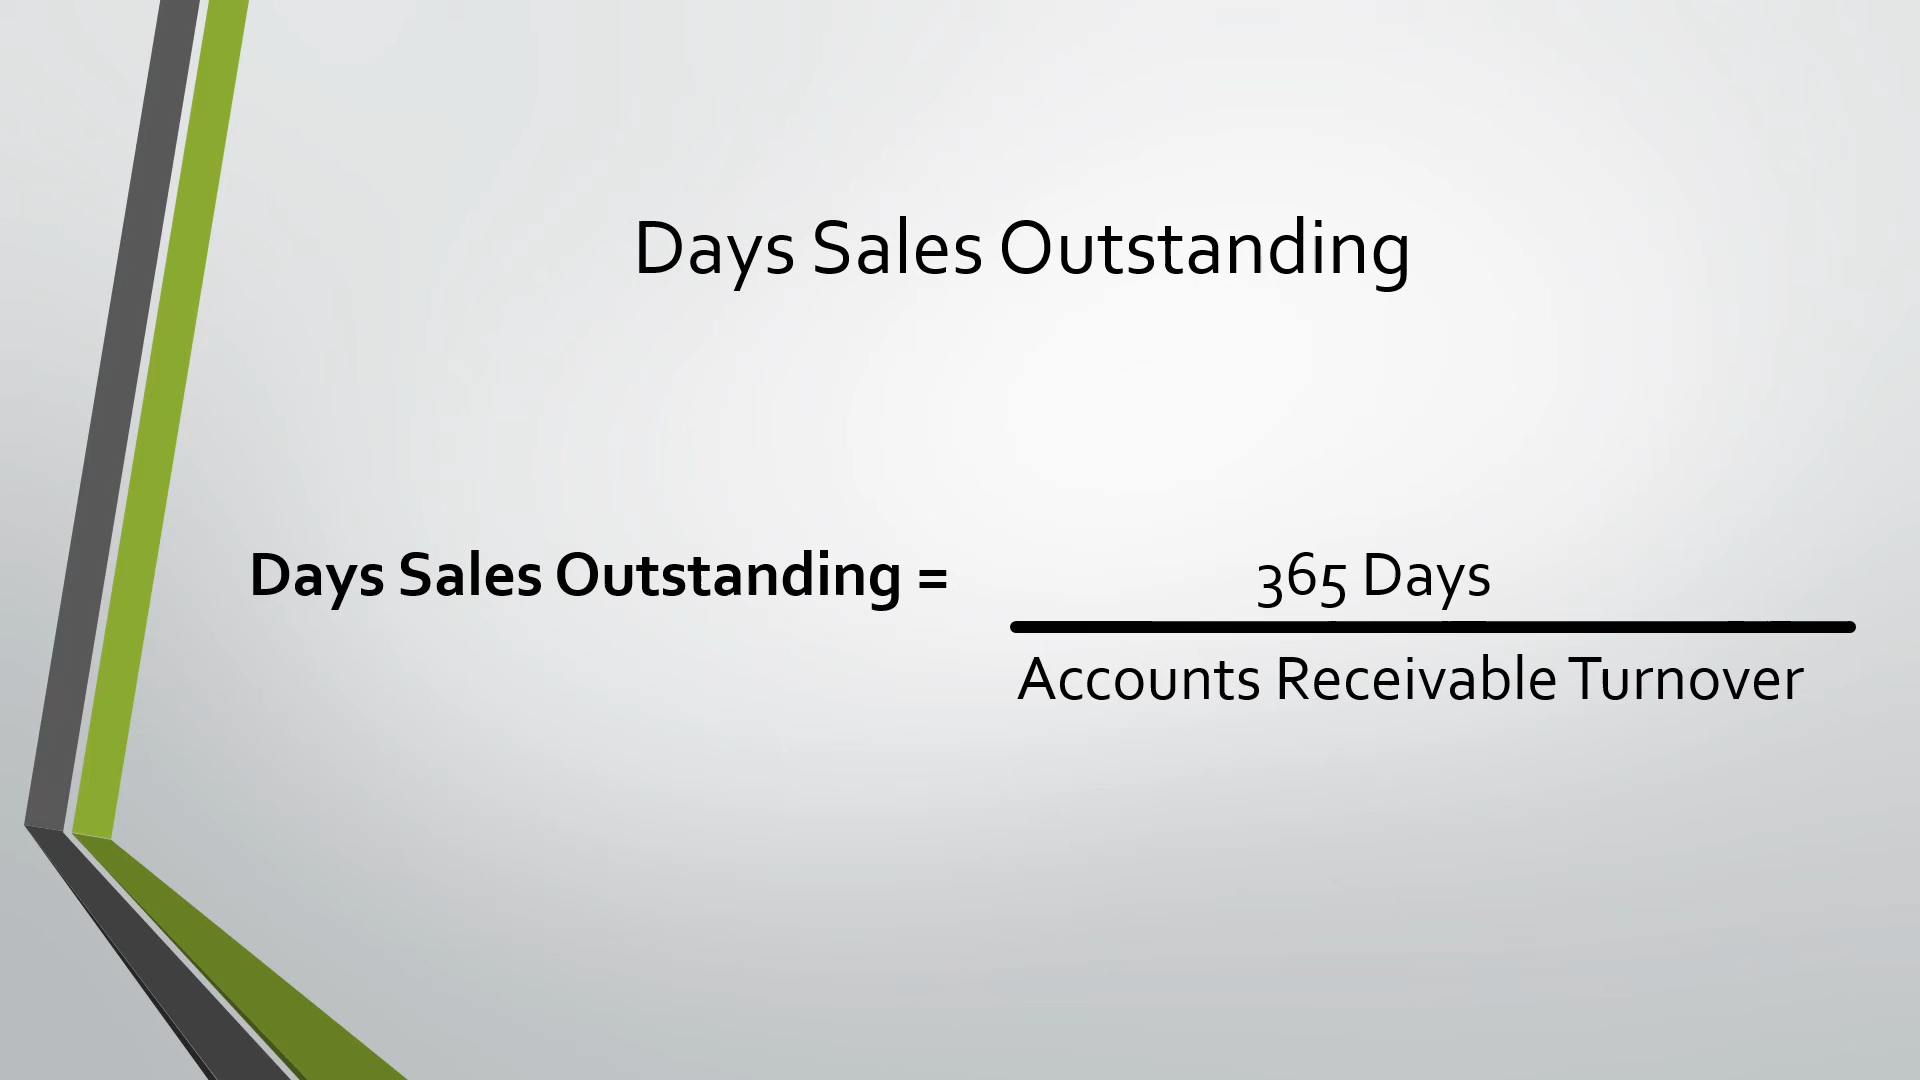 Days Sales Outstanding
Days Sales Outstanding = 365 Days
Accounts Receivable Turnover